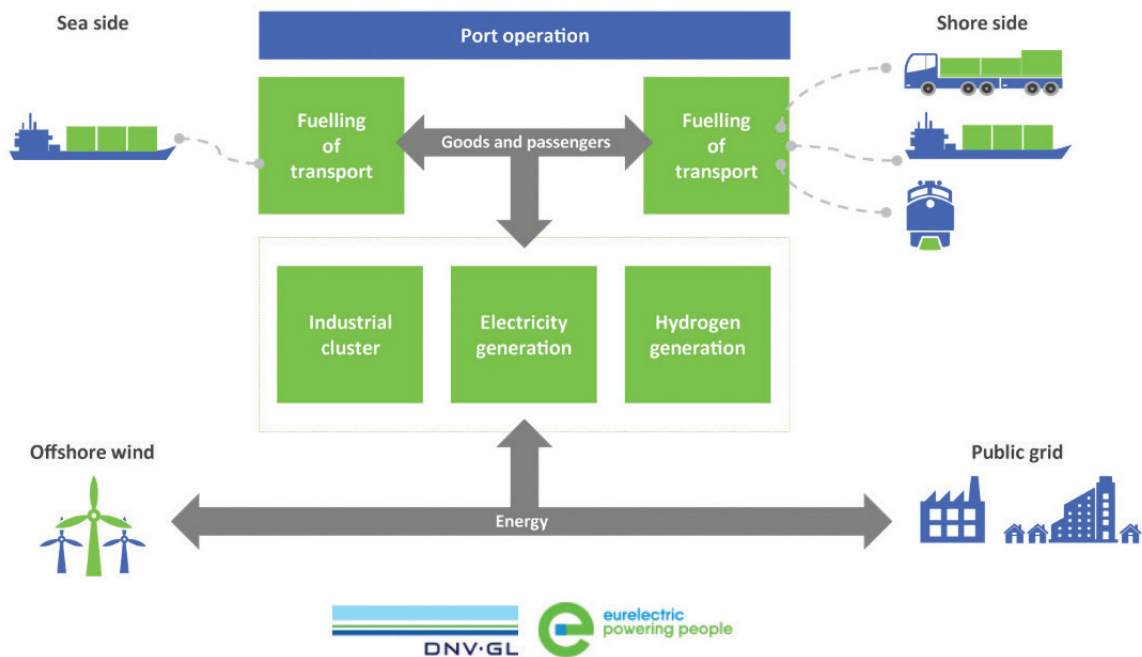 Sea side
Port operation
Shore side
Fuelling
of
transport
Goods and passengers
Fuelling
of
transport
Industrial
cluster
Electricity
generation
Hydrogen
generation
Offshore wind
Public grid
Energy
DNV·GL
eurelectric
powering people